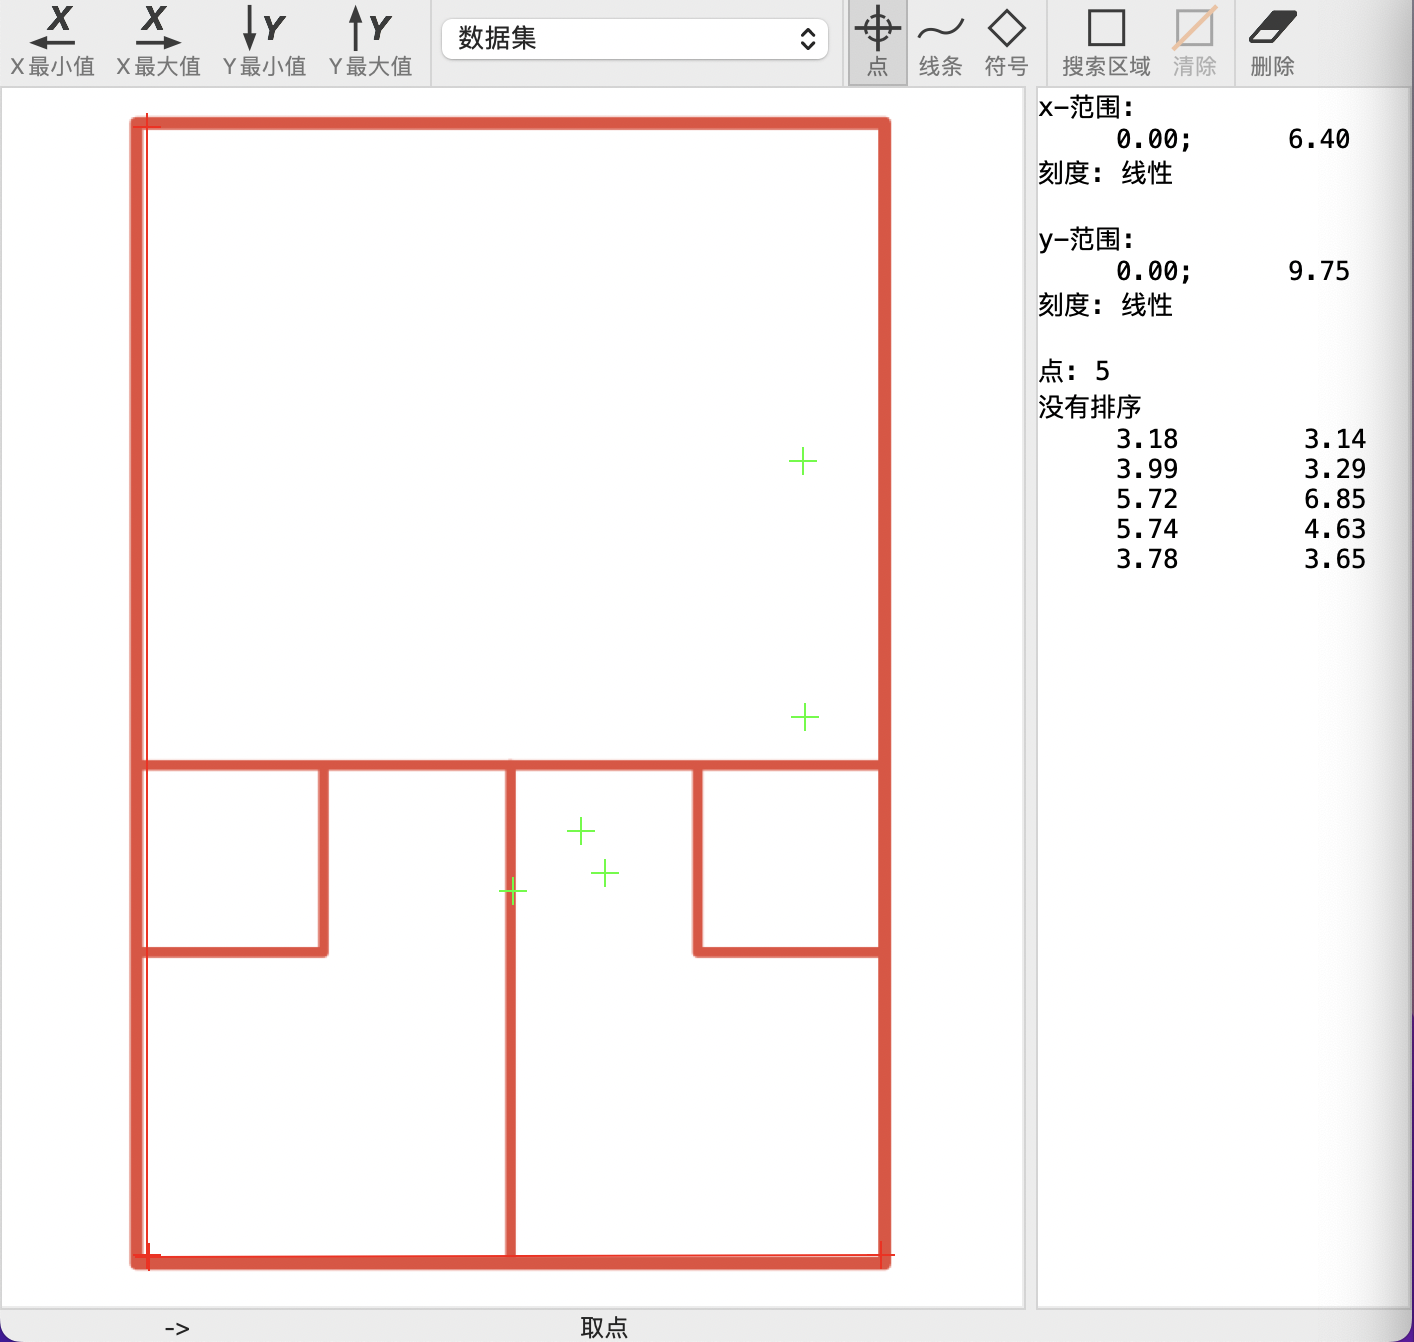 X
X
Y
Y
X 最小值
X 最大值
Y 最小值
Y 最大值
数据集
点
线条
符号
搜索区域
清除
删除
x-范围:
0.00; 6.40
刻度: 线性
y-范围:
0.00; 9.75
刻度: 线性
点: 5
没有排序
3.18 3.14
3.99 3.29
5.72 6.85
5.74 4.63
3.78 3.65
->
取点